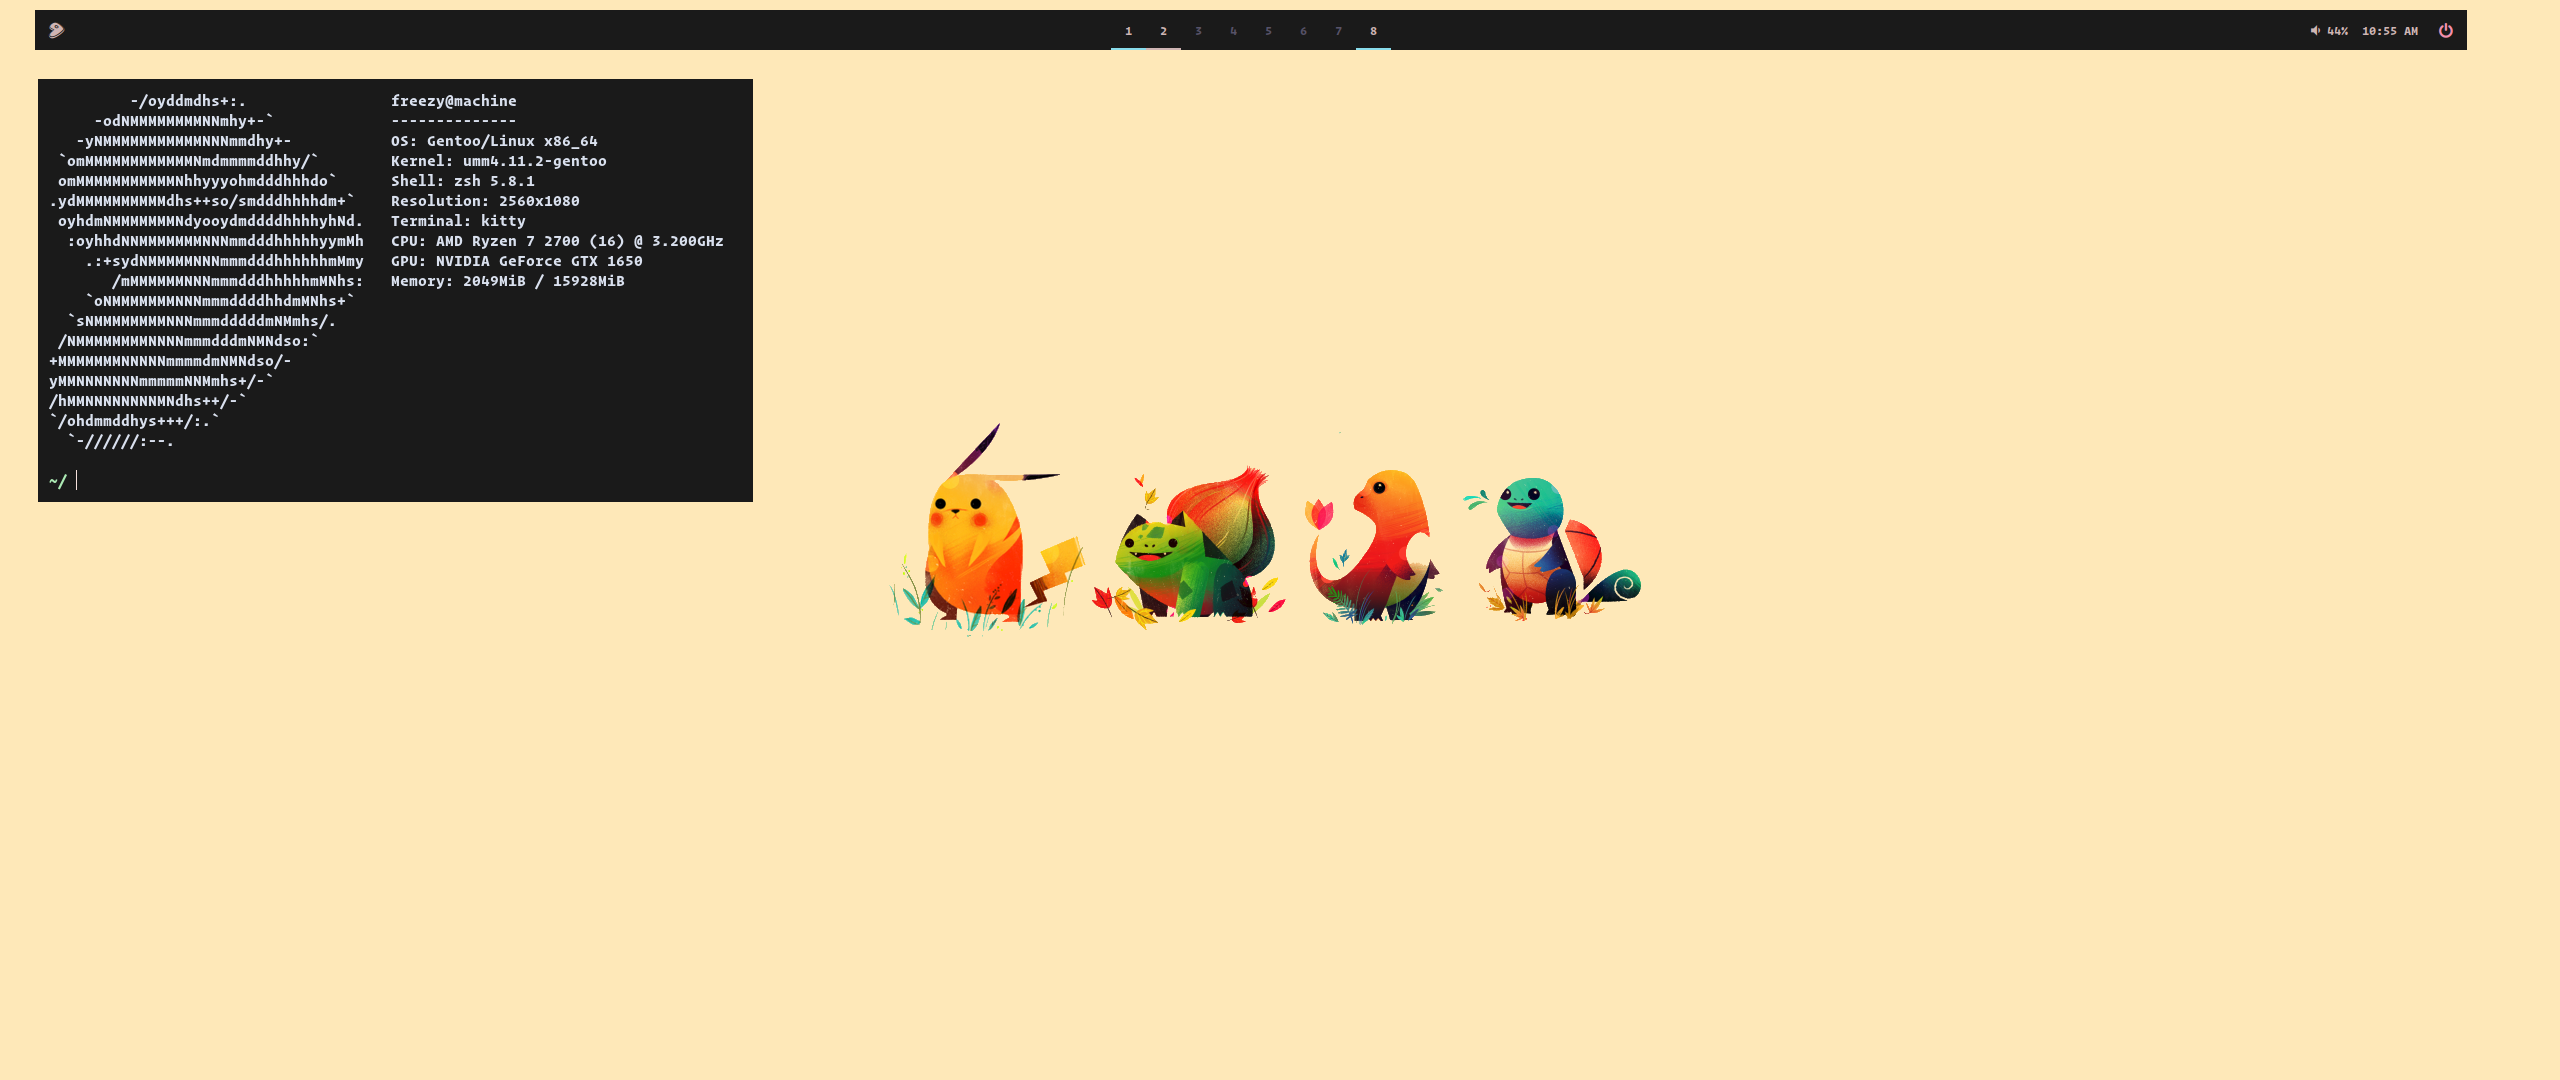 1 2 3 4 5 6 7 8 44% 10:55 AM
-/oyddmdhs+:. freezy@machine
-odNMMMMMMMMNNmhy+-` --------------
-yNMMMMMMMMMMMNNNmmdhy+- OS: Gentoo/Linux x86_64
`omMMMMMMMMMMMMNmdmmmmddhhy/` Kernel: umm4.11.2-gentoo
omMMMMMMMMMMMNhhyyyohmdddhhhdo` Shell: zsh 5.8.1
.ydMMMMMMMMMMdhs++so/smdddhhhhdm+` Resolution: 2560x1080
oyhdmNMMMMMMMNdyooydmddddhhhhyhNd. Terminal: kitty
:oyhhdNNMMMMMMMNNNmmdddhhhhhyymMh CPU: AMD Ryzen 7 2700 (16) @ 3.200GHz
.:+sydNMMMMMNNNmmmdddhhhhhhmMmy GPU: NVIDIA GeForce GTX 1650
/mMMMMMMNNNmmmdddhhhhhmMNhs: Memory: 2049MiB / 15928MiB
`oNMMMMMMMNNNmmmddddhhdmMNhs+`
`sNMMMMMMMMNNNmmmdddddmNMmhs/.
/NMMMMMMMMNNNNmmmdddmNMNdso:`
+MMMMMMMNNNNNmmmmdmNMNdso/-
yMMNNNNNNNmmmmmNNMmhs+/-`
/hMMNNNNNNNNMNdhs++/-`
`/ohdmmddhys+++/:.`
`-//////:--.
~/